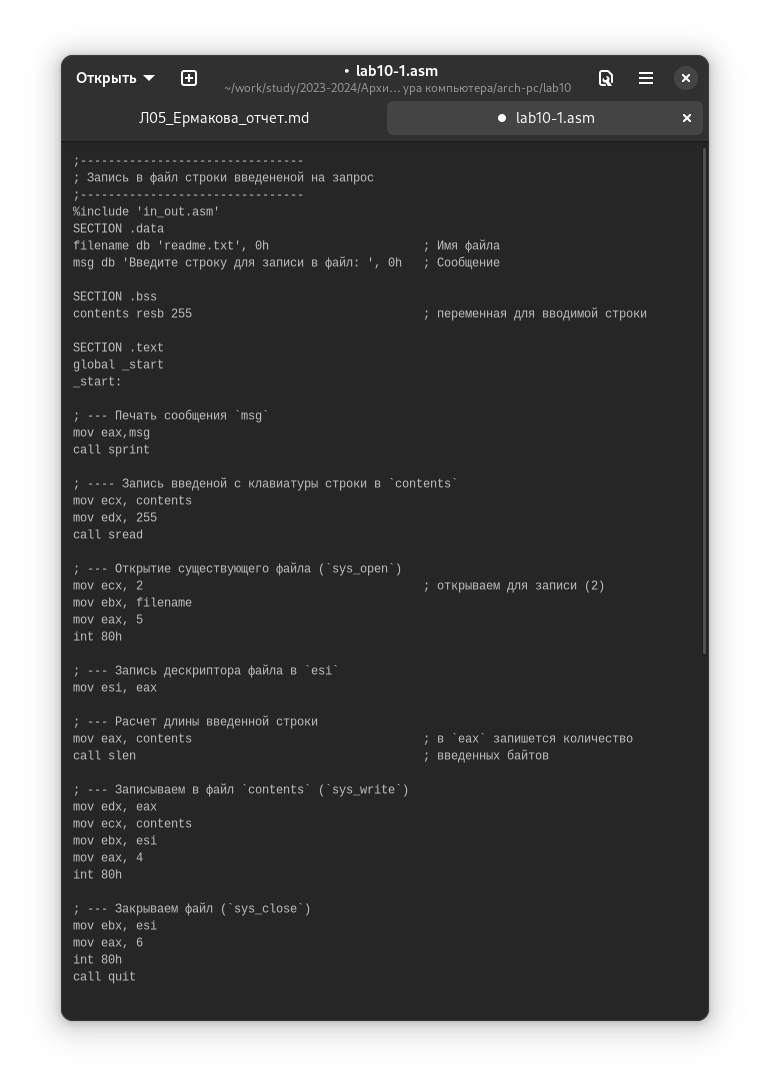 Открыть
• lab10-1.asm
~/work/study/2023-2024/Архи…ура компьютера/arch-pc/lab10
Л05_Ермакова_отчет.md
● lab10-1.asm
;--------------------------------
; Запись в файл строки введененой на запрос
;--------------------------------
%include 'in_out.asm'
SECTION .data
filename db 'readme.txt', 0h ; Имя файла
msg db 'Введите строку для записи в файл: ', 0h ; Сообщение
SECTION .bss
contents resb 255 ; переменная для вводимой строки
SECTION .text
global _start
_start:
; --- Печать сообщения `msg`
mov eax,msg
call sprint
; ---- Запись введеной с клавиатуры строки в `contents`
mov ecx, contents
mov edx, 255
call sread
; --- Открытие существующего файла (`sys_open`)
mov ecx, 2 ; открываем для записи (2)
mov ebx, filename
mov eax, 5
int 80h
; --- Запись дескриптора файла в `esi`
mov esi, eax
; --- Расчет длины введенной строки
mov eax, contents ; в `eax` запишется количество
call slen ; введенных байтов
; --- Записываем в файл `contents` (`sys_write`)
mov edx, eax
mov ecx, contents
mov ebx, esi
mov eax, 4
int 80h
; --- Закрываем файл (`sys_close`)
mov ebx, esi
mov eax, 6
int 80h
call quit